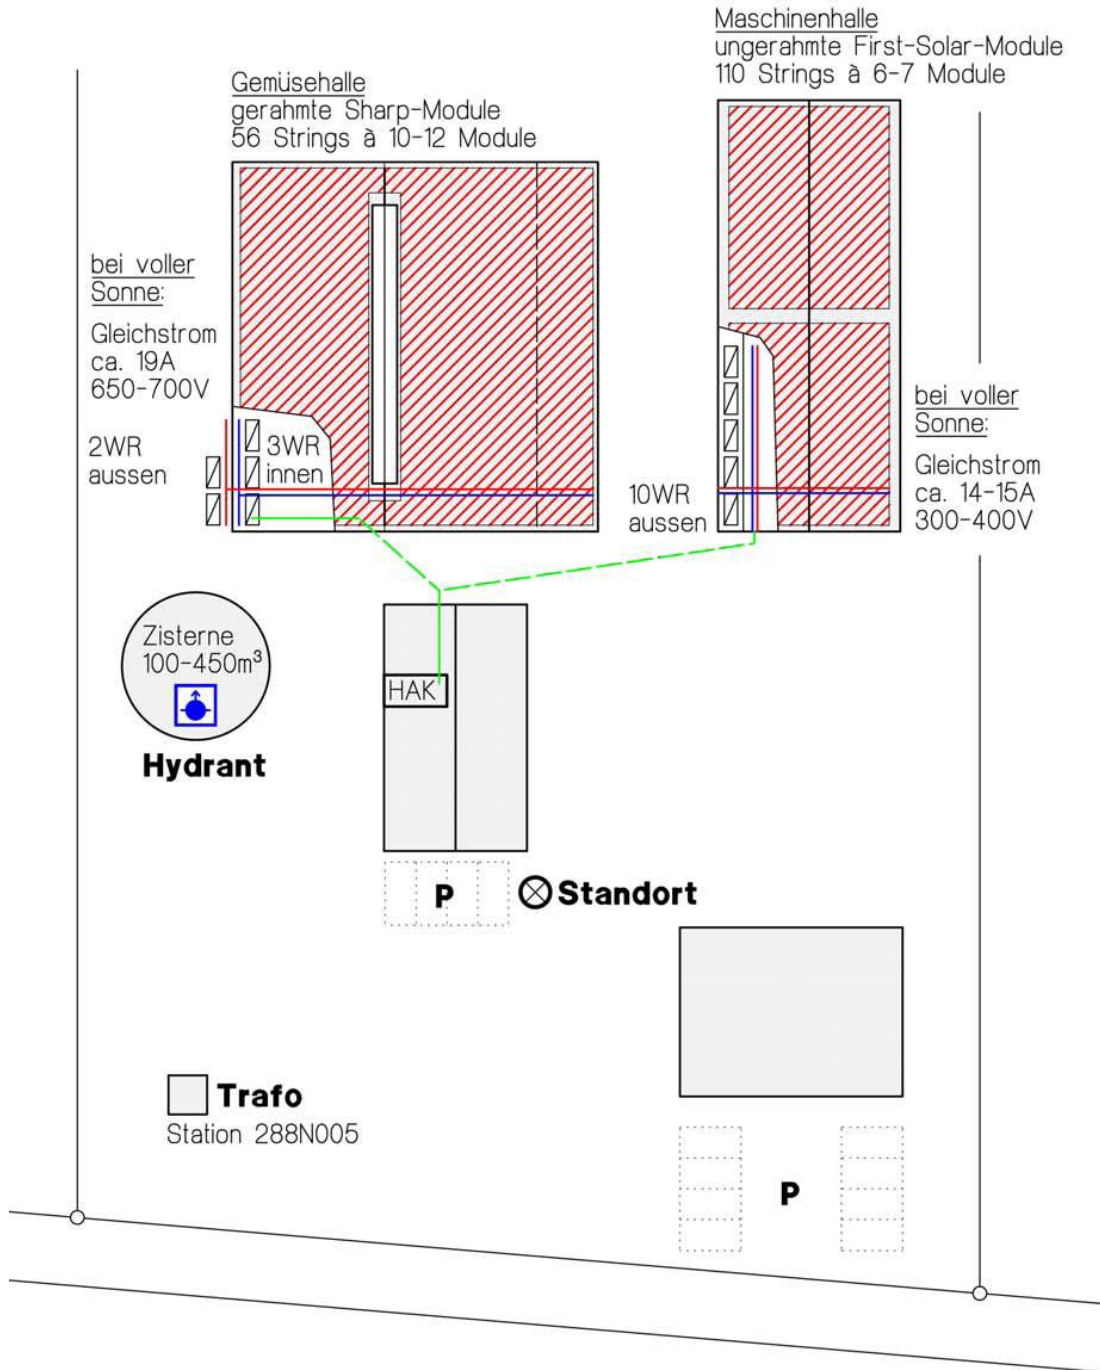 Maschinenhalle
ungerahmte First-Solar-Module
110 Strings à 6-7 Module
Gemüsehalle
gerahmte Sharp-Module
56 Strings à 10-12 Module
bei voller
Sonne:
Gleichstrom
ca. 19A
650-700V
2WR
aussen
3WR
innen
bei voller
Sonne:
Gleichstrom
ca. 14-15A
300-400V
10WR
aussen
Zisterne
100-450m³
Hydrant
HAK
P
Standort
Trafo
Station 288N005
P